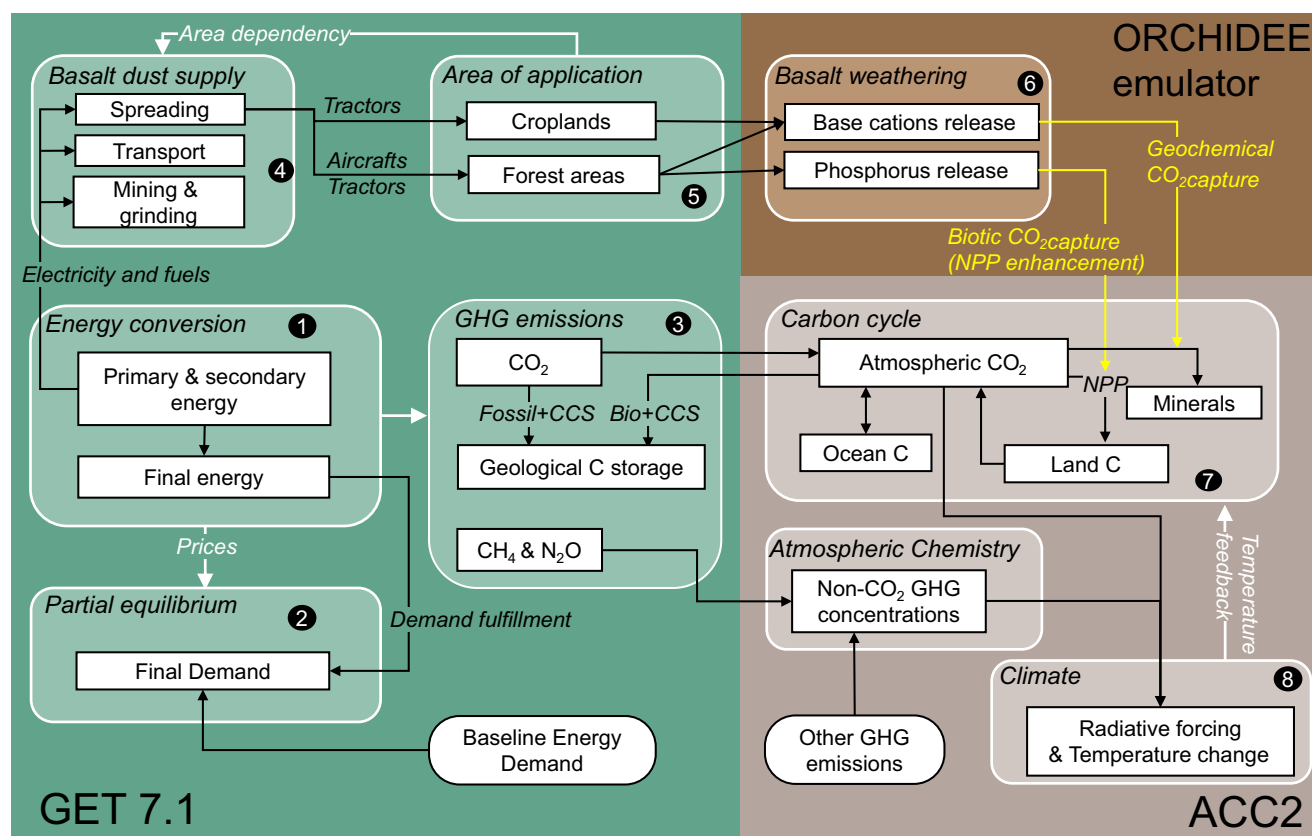 Area dependency
ORCHIDEE
emulator
Basalt dust supply
Area of application
Basalt weathering
6
Spreading
Tractors
Croplands
Base cations release
Transport
4
Aircrafts
Tractors
Forest areas
Phosphorus release
Geochemical
CO₂capture
Mining &
grinding
5
Biotic CO₂capture
(NPP enhancement)
Electricity and fuels
Energy conversion
1
GHG emissions
3
Carbon cycle
Primary & secondary
energy
CO₂
Atmospheric CO₂
NPP
Minerals
Fossil+CCS
Bio+CCS
Final energy
Geological C storage
Ocean C
Land C
7
Prices
CH₄ & N₂O
Atmospheric Chemistry
Temperature
feedback
Partial equilibrium
2
Demand fulfillment
Non-CO₂ GHG
concentrations
Final Demand
Climate
8
Baseline Energy
Demand
Other GHG
emissions
Radiative forcing
& Temperature change
GET 7.1
ACC2